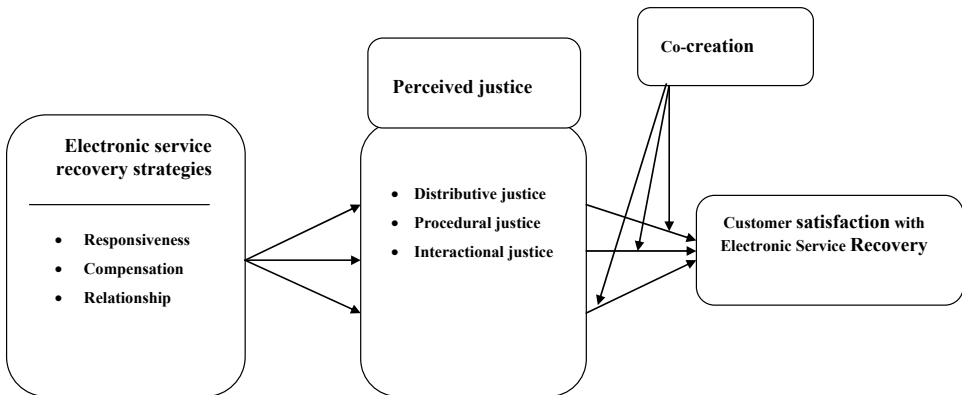 Electronic service
recovery strategies
• Responsiveness
• Compensation
• Relationship
Perceived justice
• Distributive justice
• Procedural justice
• Interactional justice
Co-creation
Customer satisfaction with
Electronic Service Recovery